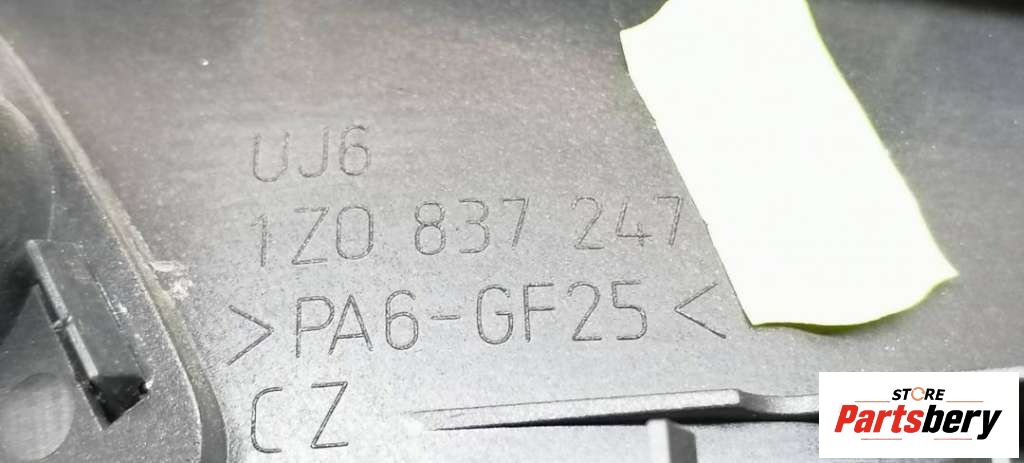 UJ6
1Z0 837 247
>PA6-GF25<
CZ
STORE
Partsbery